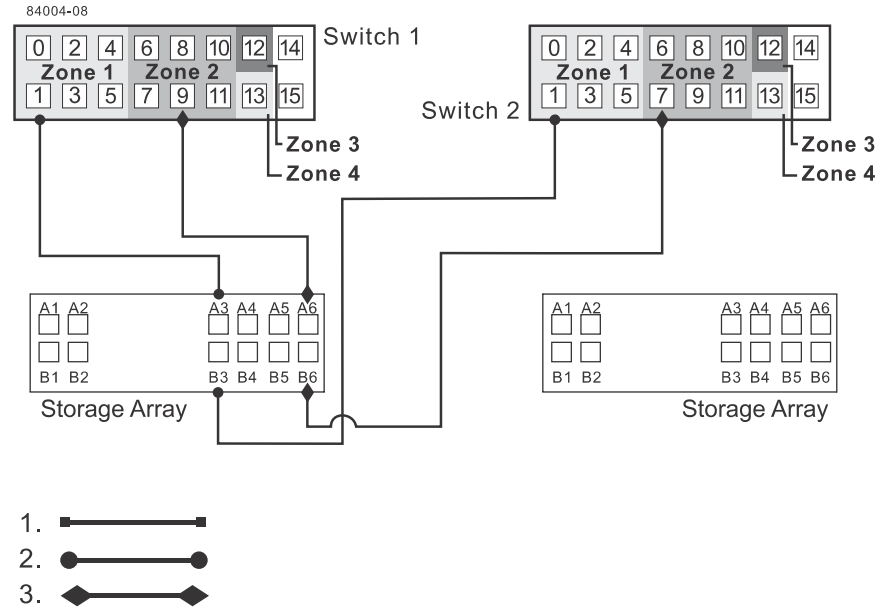 84004-08
0 2 4 6 8 10 12 14
Switch 1
Zone 1 Zone 2
1 3 5 7 9 11 13 15
Zone 3
Zone 4
0 2 4 6 8 10 12 14
Zone 1 Zone 2
Switch 2
1 3 5 7 9 11 13 15
Zone 3
Zone 4
A1 A2 A3 A4 A5 A6
B1 B2 B3 B4 B5 B6
Storage Array
A1 A2 A3 A4 A5 A6
B1 B2 B3 B4 B5 B6
Storage Array
1.
2.
3.